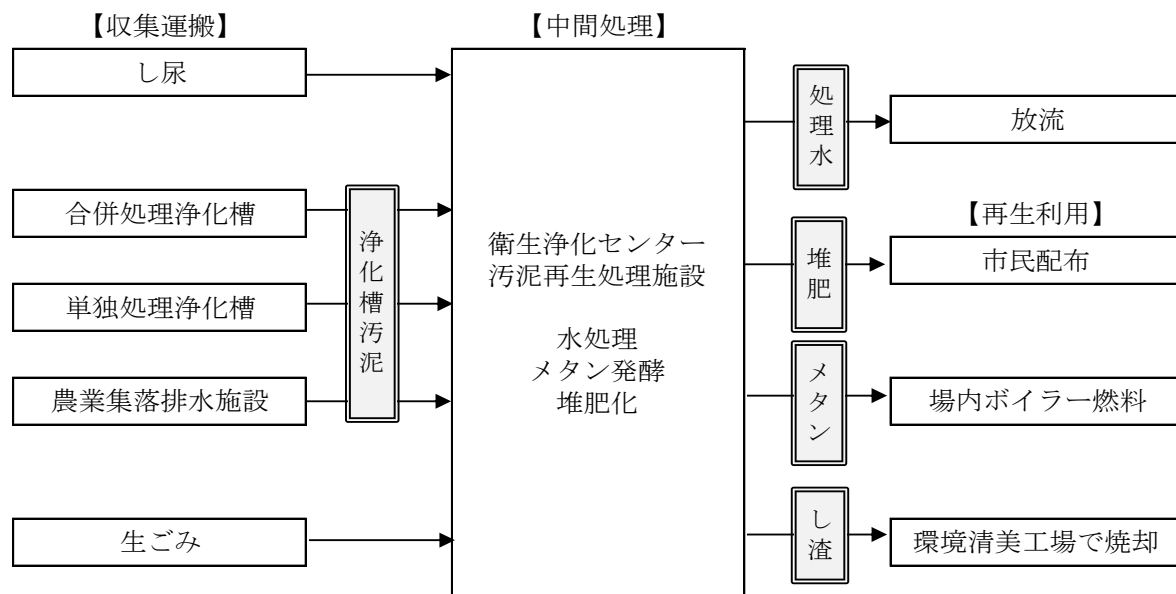 【収集運搬】
し尿
合併処理浄化槽
単独処理浄化槽
農業集落排水施設
生ごみ
浄化槽汚泥
【中間処理】
衛生浄化センター
汚泥再生処理施設
水処理
メタン発酵
堆肥化
処理水
放流
【再生利用】
堆肥
市民配布
メタン
場内ボイラー燃料
し渣
環境清美工場で焼却